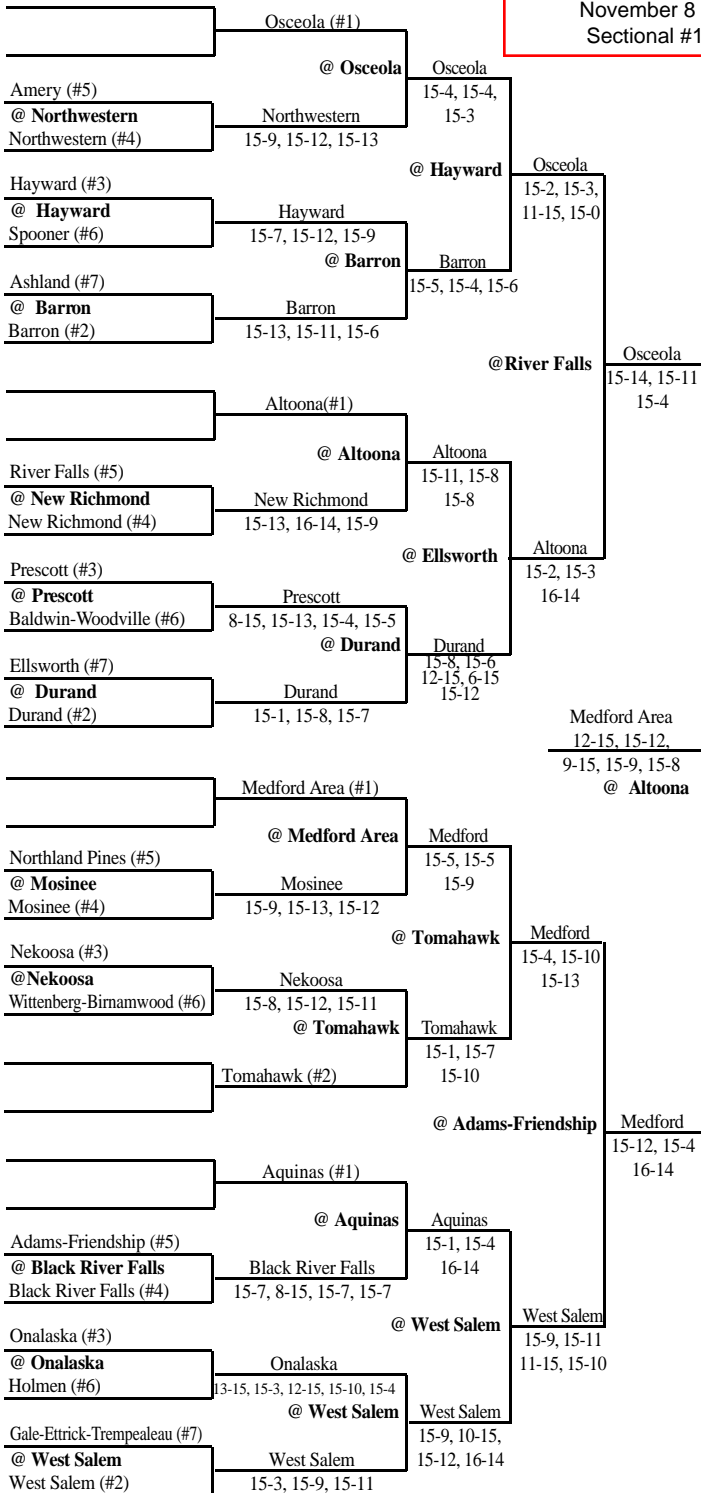 November 8
Sectional #1
Osceola (#1)
@ Osceola
Osceola
15-4, 15-4,
15-3
Amery (#5)
@ Northwestern
Northwestern (#4)
Northwestern
15-9, 15-12, 15-13
@ Hayward
Osceola
15-2, 15-3,
11-15, 15-0
Hayward (#3)
@ Hayward
Spooner (#6)
Hayward
15-7, 15-12, 15-9
@ Barron
Barron
15-5, 15-4, 15-6
Ashland (#7)
@ Barron
Barron (#2)
Barron
15-13, 15-11, 15-6
@River Falls
Osceola
15-14, 15-11
15-4
Altoona(#1)
@ Altoona
Altoona
15-11, 15-8
15-8
River Falls (#5)
@ New Richmond
New Richmond (#4)
New Richmond
15-13, 16-14, 15-9
@ Ellsworth
Altoona
15-2, 15-3
16-14
Prescott (#3)
@ Prescott
Baldwin-Woodville (#6)
Prescott
8-15, 15-13, 15-4, 15-5
@ Durand
Durand
15-8, 15-6
12-15, 6-15
15-12
Ellsworth (#7)
@ Durand
Durand (#2)
Durand
15-1, 15-8, 15-7
Medford Area
12-15, 15-12,
9-15, 15-9, 15-8
@ Altoona
Medford Area (#1)
@ Medford Area
Medford
15-5, 15-5
15-9
Northland Pines (#5)
@ Mosinee
Mosinee (#4)
Mosinee
15-9, 15-13, 15-12
@ Tomahawk
Medford
15-4, 15-10
15-13
Nekoosa (#3)
@Nekoosa
Wittenberg-Birnamwood (#6)
Nekoosa
15-8, 15-12, 15-11
@ Tomahawk
Tomahawk
15-1, 15-7
15-10
Tomahawk (#2)
@ Adams-Friendship
Medford
15-12, 15-4
16-14
Aquinas (#1)
@ Aquinas
Aquinas
15-1, 15-4
16-14
Adams-Friendship (#5)
@ Black River Falls
Black River Falls (#4)
Black River Falls
15-7, 8-15, 15-7, 15-7
@ West Salem
West Salem
15-9, 15-11
11-15, 15-10
Onalaska (#3)
@ Onalaska
Holmen (#6)
Onalaska
13-15, 15-3, 12-15, 15-10, 15-4
@ West Salem
West Salem
15-9, 10-15,
15-12, 16-14
Gale-Ettrick-Trempealeau (#7)
@ West Salem
West Salem (#2)
West Salem
15-3, 15-9, 15-11